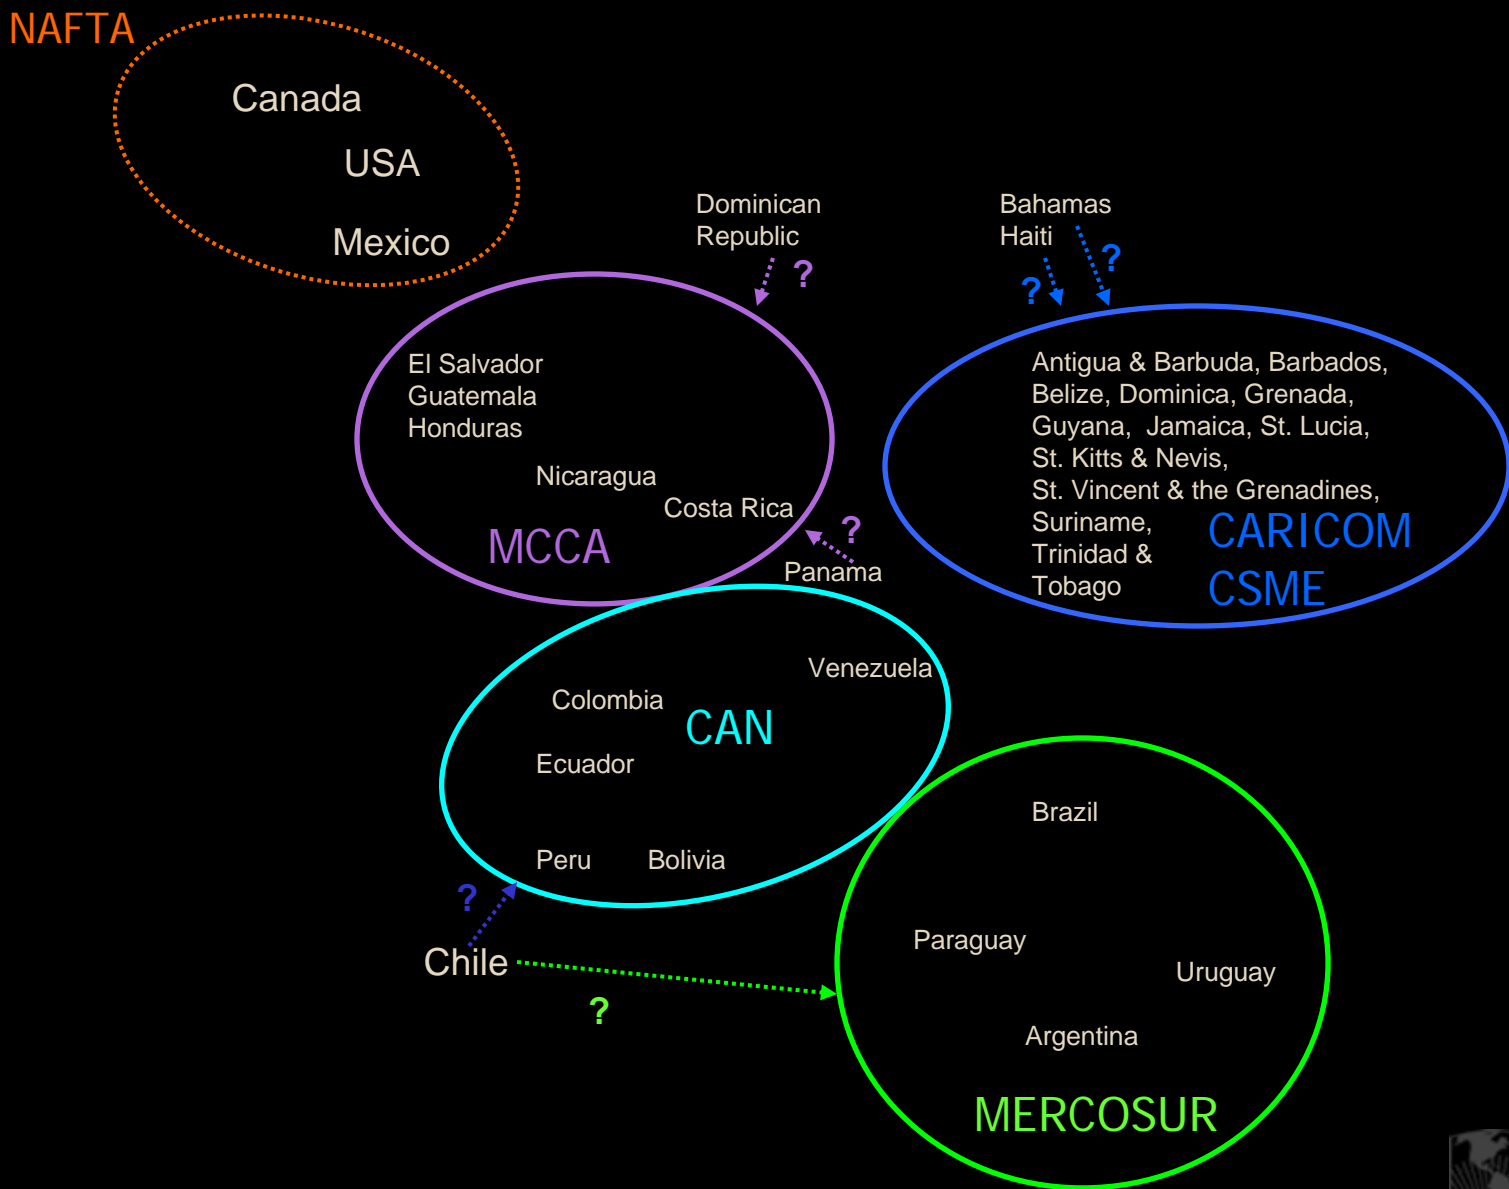 NAFTA
Canada
USA
Mexico
Dominican
Republic
?
Bahamas
Haiti
?
?
El Salvador
Guatemala
Honduras
Nicaragua
Costa Rica
MCCA
?
Panama
Antigua & Barbuda, Barbados,
Belize, Dominica, Grenada,
Guyana, Jamaica, St. Lucia,
St. Kitts & Nevis,
St. Vincent & the Grenadines,
Suriname,
Trinidad &
Tobago
CARICOM
CSME
Venezuela
Colombia
CAN
Ecuador
Peru Bolivia
?
Chile
?
Brazil
Paraguay
Uruguay
Argentina
MERCOSUR